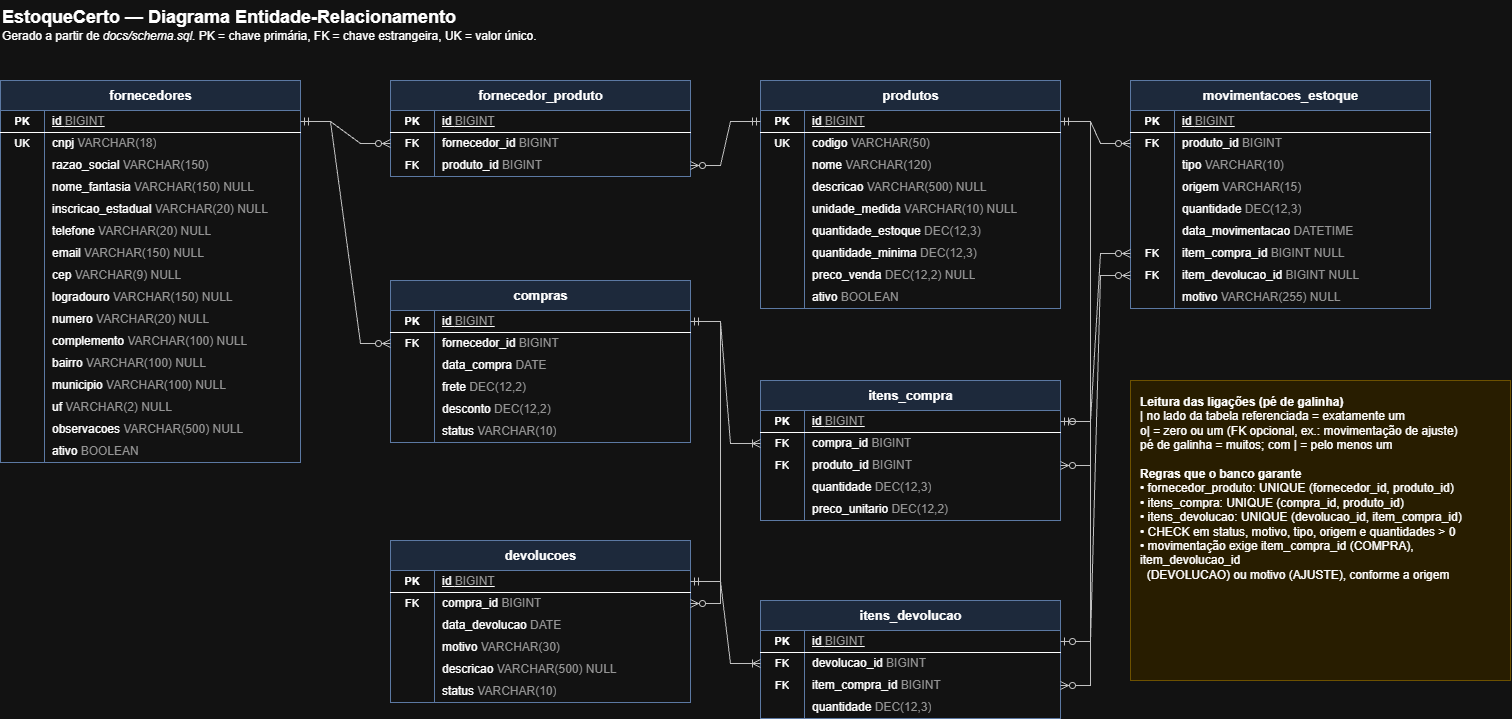 EstoqueCerto — Diagrama Entidade-Relacionamento
Gerado a partir de docs/schema.sql. PK = chave primária, FK = chave estrangeira, UK = valor único.
fornecedores
PK id BIGINT
UK cnpj VARCHAR(18)
razao_social VARCHAR(150)
nome_fantasia VARCHAR(150) NULL
inscricao_estadual VARCHAR(20) NULL
telefone VARCHAR(20) NULL
email VARCHAR(150) NULL
cep VARCHAR(9) NULL
logradouro VARCHAR(150) NULL
numero VARCHAR(20) NULL
complemento VARCHAR(100) NULL
bairro VARCHAR(100) NULL
municipio VARCHAR(100) NULL
uf VARCHAR(2) NULL
observacoes VARCHAR(500) NULL
ativo BOOLEAN
fornecedor_produto
PK id BIGINT
FK fornecedor_id BIGINT
FK produto_id BIGINT
compras
PK id BIGINT
FK fornecedor_id BIGINT
data_compra DATE
frete DEC(12,2)
desconto DEC(12,2)
status VARCHAR(10)
devolucoes
PK id BIGINT
FK compra_id BIGINT
data_devolucao DATE
motivo VARCHAR(30)
descricao VARCHAR(500) NULL
status VARCHAR(10)
produtos
PK id BIGINT
UK codigo VARCHAR(50)
nome VARCHAR(120)
descricao VARCHAR(500) NULL
unidade_medida VARCHAR(10) NULL
quantidade_estoque DEC(12,3)
quantidade_minima DEC(12,3)
preco_venda DEC(12,2) NULL
ativo BOOLEAN
itens_compra
PK id BIGINT
FK compra_id BIGINT
FK produto_id BIGINT
quantidade DEC(12,3)
preco_unitario DEC(12,2)
itens_devolucao
PK id BIGINT
FK devolucao_id BIGINT
FK item_compra_id BIGINT
quantidade DEC(12,3)
movimentacoes_estoque
PK id BIGINT
FK produto_id BIGINT
tipo VARCHAR(10)
origem VARCHAR(15)
quantidade DEC(12,3)
data_movimentacao DATETIME
FK item_compra_id BIGINT NULL
FK item_devolucao_id BIGINT NULL
motivo VARCHAR(255) NULL
Leitura das ligações (pé de galinha)
| no lado da tabela referenciada = exatamente um
o| = zero ou um (FK opcional, ex.: movimentação de ajuste)
pé de galinha = muitos; com | = pelo menos um
Regras que o banco garante
• fornecedor_produto: UNIQUE (fornecedor_id, produto_id)
• itens_compra: UNIQUE (compra_id, produto_id)
• itens_devolucao: UNIQUE (devolucao_id, item_compra_id)
• CHECK em status, motivo, tipo, origem e quantidades > 0
• movimentação exige item_compra_id (COMPRA),
item_devolucao_id
(DEVOLUCAO) ou motivo (AJUSTE), conforme a origem